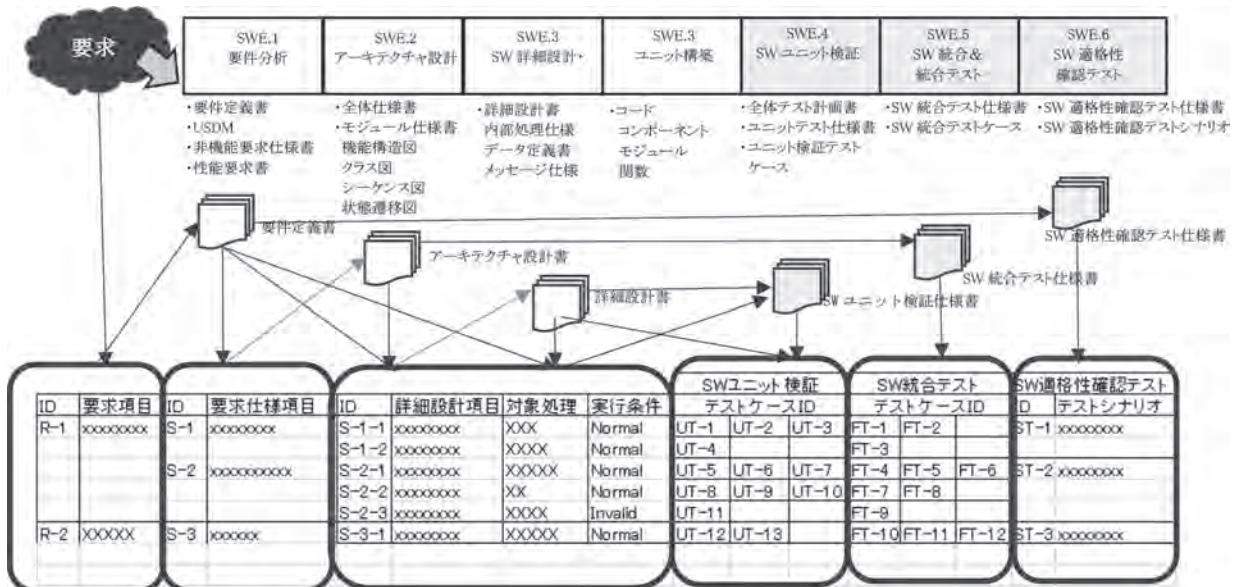 要求
SWE.1
要件分析
SWE.2
アーキテクチャ設計
SWE.3
SW 詳細設計・
SWE.3
ユニット構築
SWE.4
SWユニット検証
SWE.5
SW 統合&
統合テスト
SWE.6
SW 適格性
確認テスト
・要件定義書
・USDM
・非機能要求仕様書
・性能要求書
・全体仕様書
・モジュール仕様書
機能構造図
クラス図
シーケンス図
状態遷移図
・詳細設計書
内部処理仕様
データ定義書
メッセージ仕様
・コード
コンポーネント
モジュール
関数
・全体テスト計画書
・ユニットテスト仕様書
・ユニット検証テスト
ケース
・SW 統合テスト仕様書
・SW 統合テストケース
・SW 適格性確認テスト仕様書
・SW 適格性確認テストシナリオ
要件定義書
アーキテクチャ設計書
詳細設計書
SW ユニット検証仕様書
SW 統合テスト仕様書
SW 適格性確認テスト仕様書
SWユニット検証 SW統合テスト SW適格性確認テスト
ID 要求項目 ID 要求仕様項目 ID 詳細設計項目 対象処理 実行条件 テストケースID テストケースID ID テストシナリオ
R-1 xxxxxxxx S-1 xxxxxxxx S-1-1 xxxxxxxx XXX Normal UT-1 UT-2 UT-3 FT-1 FT-2 ST-1 xxxxxxxx
S-1-2 xxxxxxxx XXXX Normal UT-4 FT-3
S-2 xxxxxxxxxx S-2-1 xxxxxxxx XXXXX Normal UT-5 UT-6 UT-7 FT-4 FT-5 FT-6 ST-2 xxxxxxxx
S-2-2 xxxxxxxx XX Normal UT-8 UT-9 UT-10 FT-7 FT-8
S-2-3 xxxxxxxx XXXX Invalid UT-11 FT-9
R-2 XXXXX S-3 xxxxxx S-3-1 xxxxxxxx XXXXX Normal UT-12 UT-13 FT-10 FT-11 FT-12 ST-3 xxxxxxxx